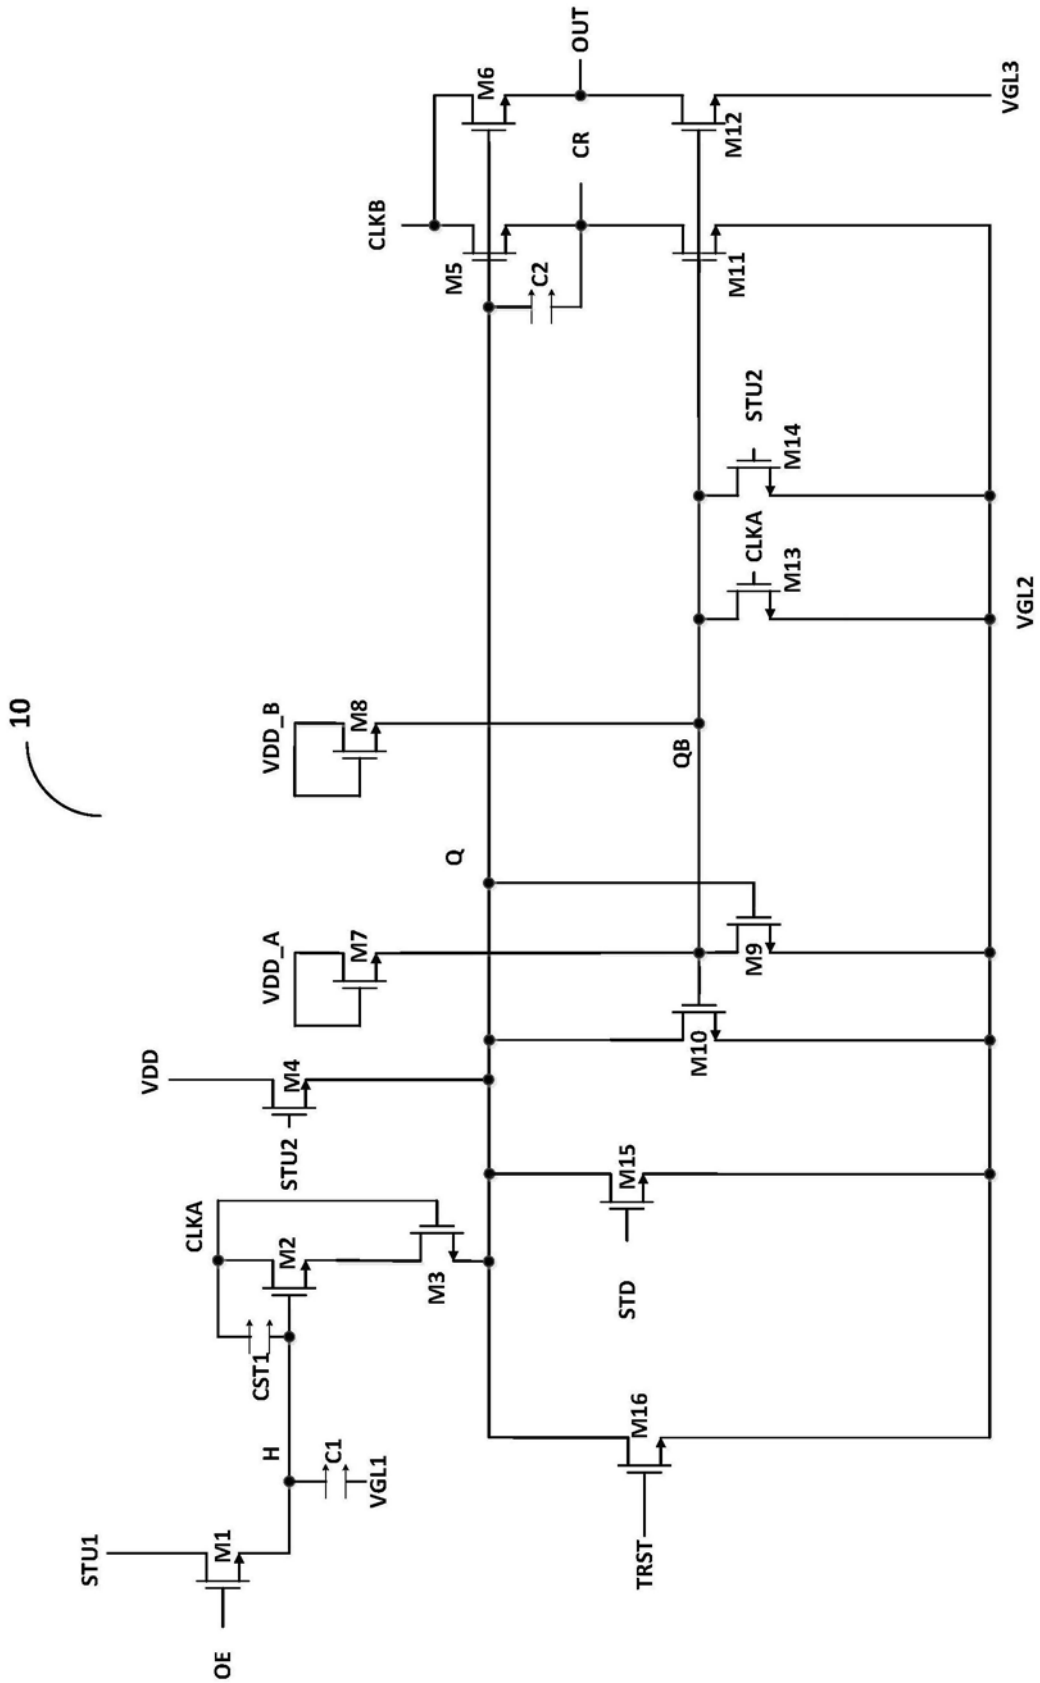 10
STU1
OE
M1
H
C1
VGL1
CST1
CLKA
M2
M3
VDD
STU2
M4
VDD_A
M7
VDD_B
M8
Q
CLKB
M5
M6
C2
CR
OUT
TRST
M16
STD
M15
M10
M9
QB
CLKA
M13
STU2
M14
M11
M12
VGL2
VGL3